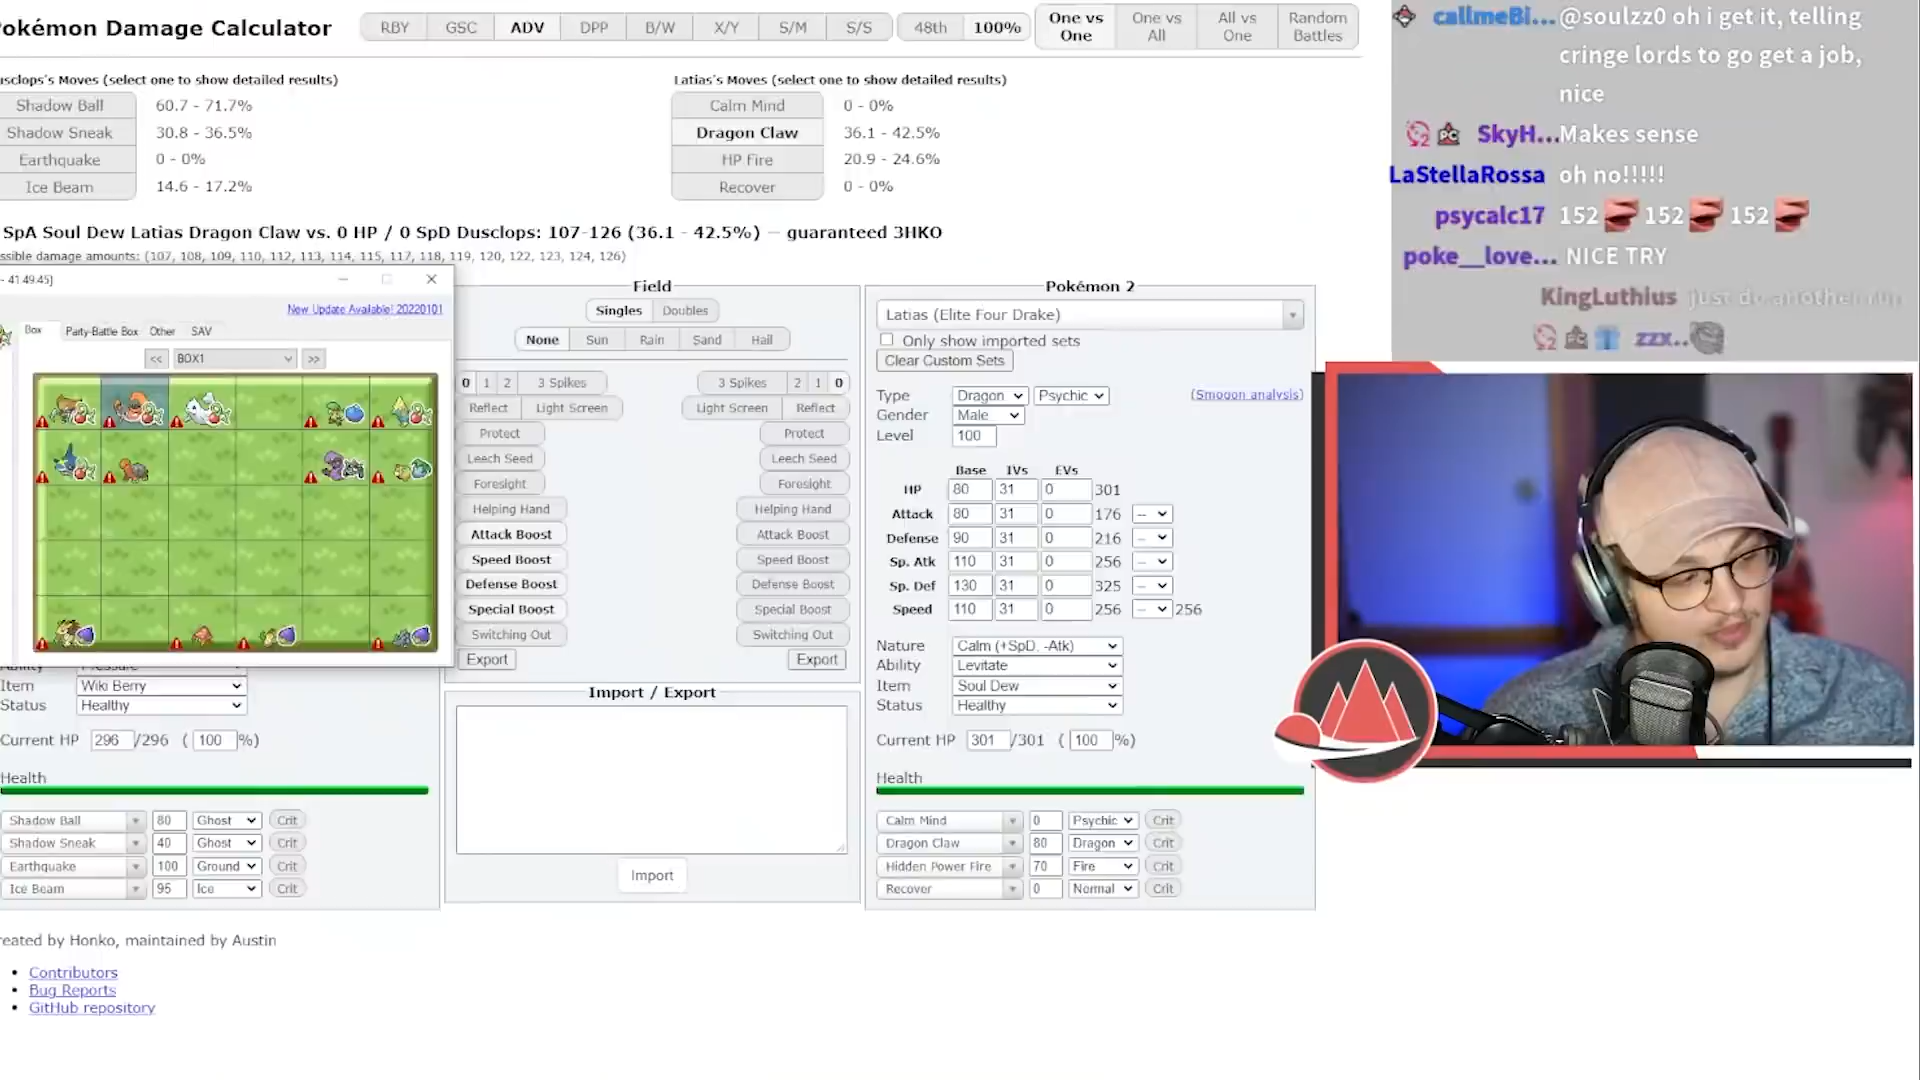 Pokémon Damage Calculator
RBY GSC ADV DPP B/W X/Y S/M S/S 48th 100%
One vs One
One vs All
All vs One
Random Battles
usclops's Moves (select one to show detailed results)
Shadow Ball 60.7 - 71.7%
Shadow Sneak 30.8 - 36.5%
Earthquake 0 - 0%
Ice Beam 14.6 - 17.2%
Latias's Moves (select one to show detailed results)
Calm Mind 0 - 0%
Dragon Claw 36.1 - 42.5%
HP Fire 20.9 - 24.6%
Recover 0 - 0%
SpA Soul Dew Latias Dragon Claw vs. 0 HP / 0 SpD Dusclops: 107-126 (36.1 - 42.5%) — guaranteed 3HKO
ssible damage amounts: (107, 108, 109, 110, 112, 113, 114, 115, 117, 118, 119, 120, 122, 123, 124, 126)
- 41 49.45]
New Update Available! 20220101
Box Party-Battle Box Other SAV
<< BOX1 >>
Ability Pressure
Item Wiki Berry
Status Healthy
Current HP 296 /296 ( 100 %)
Health
Shadow Ball 80 Ghost Crit
Shadow Sneak 40 Ghost Crit
Earthquake 100 Ground Crit
Ice Beam 95 Ice Crit
Field
Singles Doubles
None Sun Rain Sand Hail
0 1 2 3 Spikes 3 Spikes 2 1 0
Reflect Light Screen Light Screen Reflect
Protect Protect
Leech Seed Leech Seed
Foresight Foresight
Helping Hand Helping Hand
Attack Boost Attack Boost
Speed Boost Speed Boost
Defense Boost Defense Boost
Special Boost Special Boost
Switching Out Switching Out
Export Export
Import / Export
Import
Pokémon 2
Latias (Elite Four Drake)
Only show imported sets
Clear Custom Sets
Type Dragon Psychic (Smogon analysis)
Gender Male
Level 100
Base IVs EVs
HP 80 31 0 301
Attack 80 31 0 176 --
Defense 90 31 0 216 --
Sp. Atk 110 31 0 256 --
Sp. Def 130 31 0 325 --
Speed 110 31 0 256 -- 256
Nature Calm (+SpD, -Atk)
Ability Levitate
Item Soul Dew
Status Healthy
Current HP 301 /301 ( 100 %)
Health
Calm Mind 0 Psychic Crit
Dragon Claw 80 Dragon Crit
Hidden Power Fire 70 Fire Crit
Recover 0 Normal Crit
reated by Honko, maintained by Austin
Contributors
Bug Reports
GitHub repository
callmeBi... @soulzz0 oh i get it, telling
cringe lords to go get a job,
nice
SkyH... Makes sense
LaStellaRossa oh no!!!!!
psycalc17 152 152 152
poke__love... NICE TRY
KingLuthius just do another run
zzx..